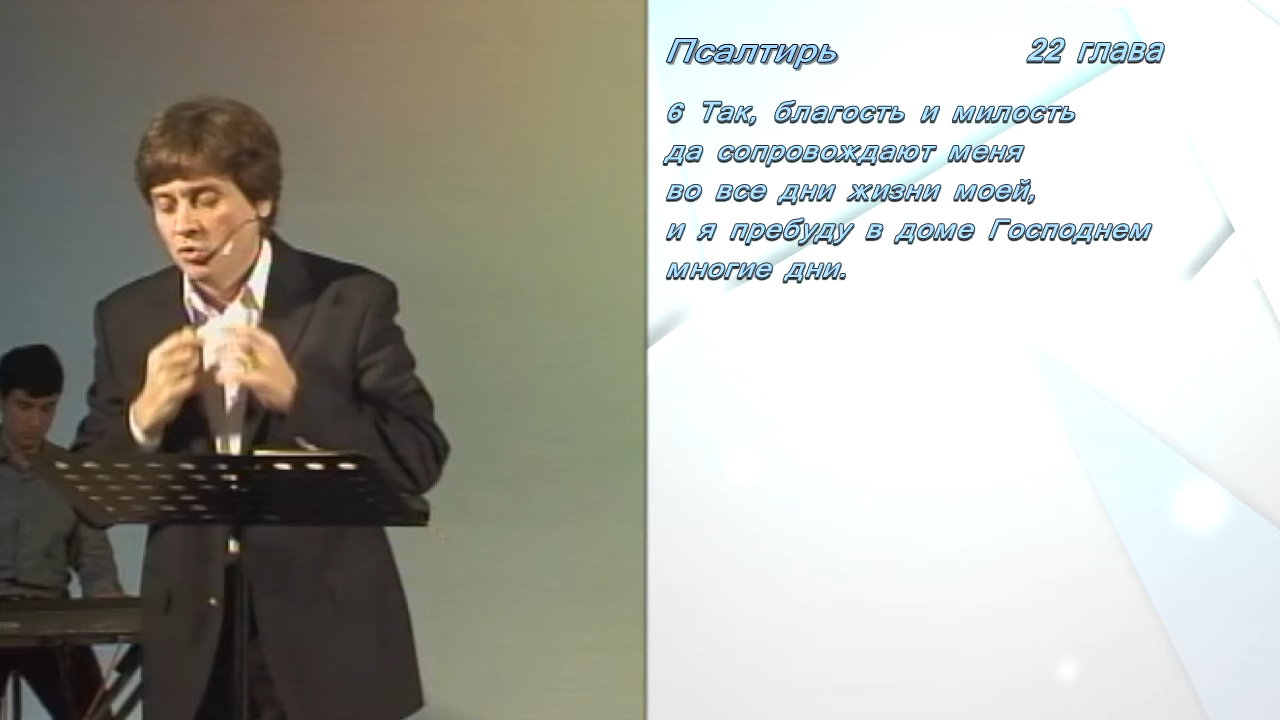 Псалтирь 22 глава
6 Так, благость и милость
да сопровождают меня
во все дни жизни моей,
и я пребуду в доме Господнем
многие дни.